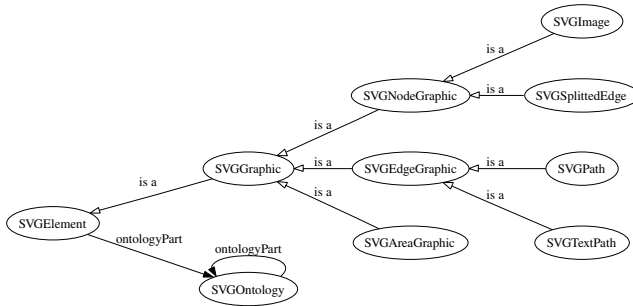 SVGImage
is a
SVGNodeGraphic
is a
SVGSplittedEdge
is a
SVGGraphic
is a
SVGEdgeGraphic
is a
SVGPath
is a
is a
is a
SVGElement
SVGAreaGraphic
SVGTextPath
ontologyPart
ontologyPart
SVGOntology